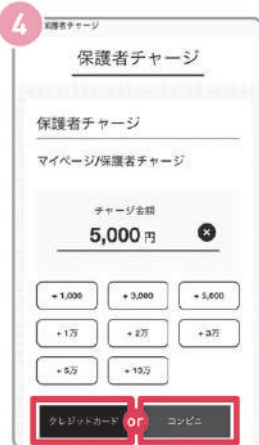 4
保護者チャージ
保護者チャージ
保護者チャージ
マイページ/保護者チャージ
チャージ金額
5,000 円
+ 1,000
+ 3,000
+ 5,000
+ 1万
+ 2万
+ 3万
+ 5万
+ 10万
クレジットカード or コンビニ